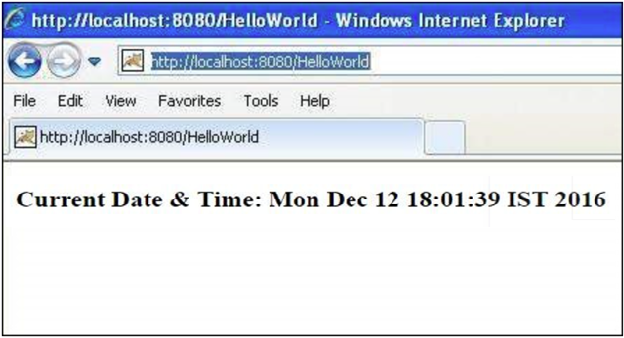 http://localhost:8080/HelloWorld - Windows Internet Explorer
http://localhost:8080/HelloWorld
File Edit View Favorites Tools Help
http://localhost:8080/HelloWorld
Current Date & Time: Mon Dec 12 18:01:39 IST 2016